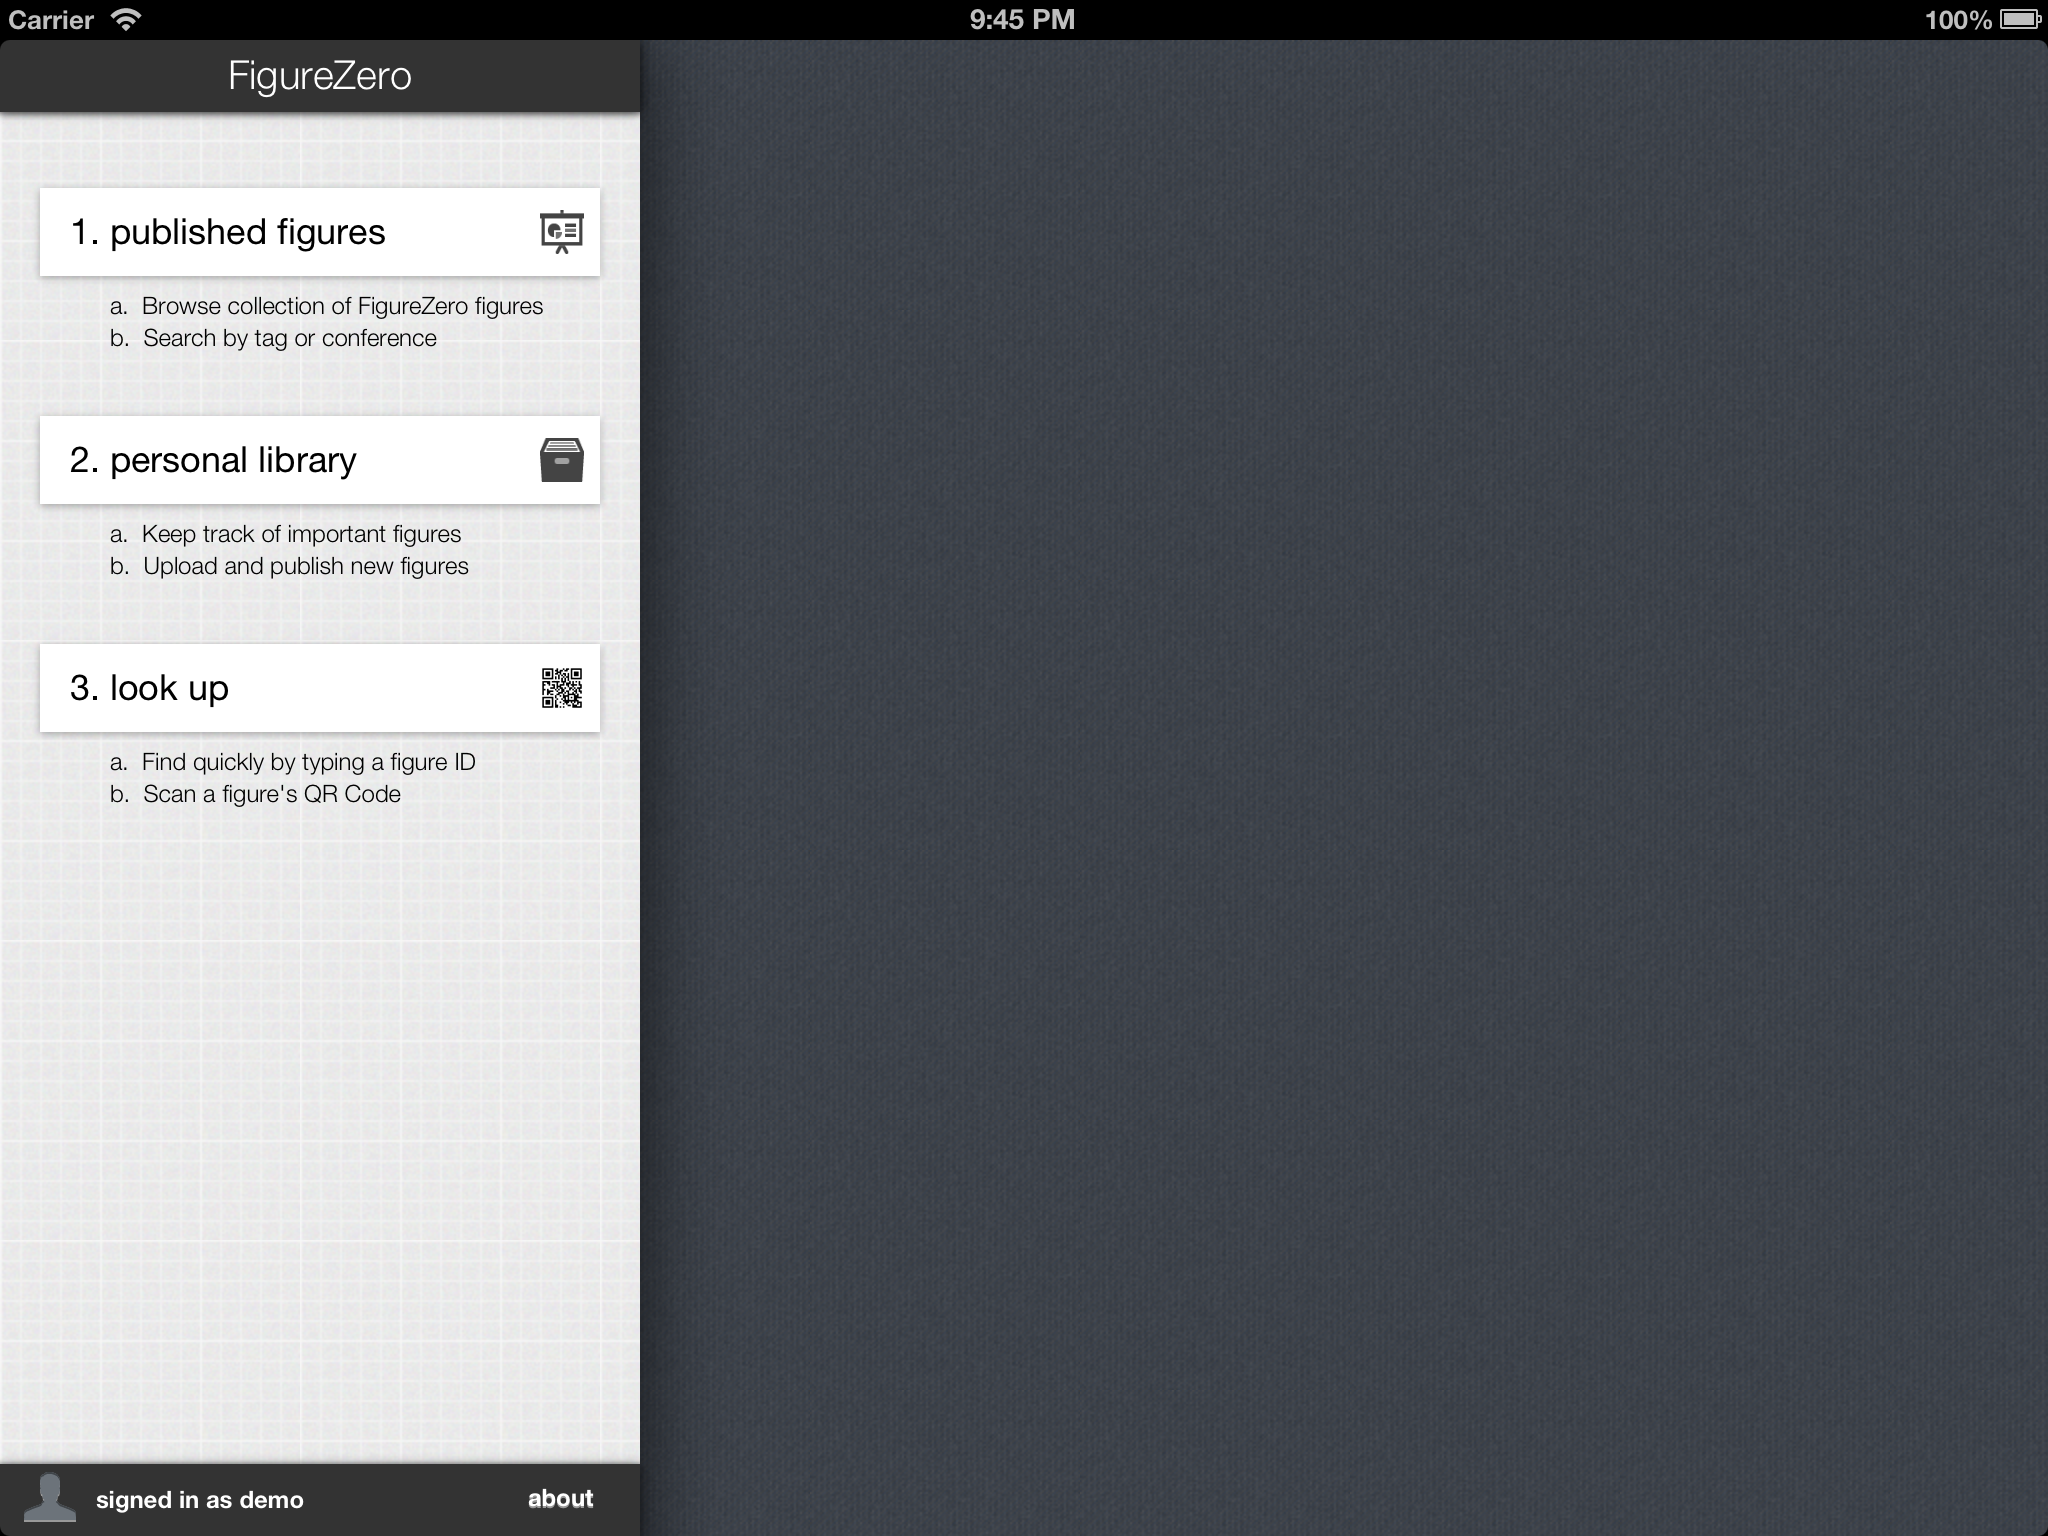 Carrier 9:45 PM 100%
FigureZero
1. published figures
a. Browse collection of FigureZero figures
b. Search by tag or conference
2. personal library
a. Keep track of important figures
b. Upload and publish new figures
3. look up
a. Find quickly by typing a figure ID
b. Scan a figure's QR Code
signed in as demo about